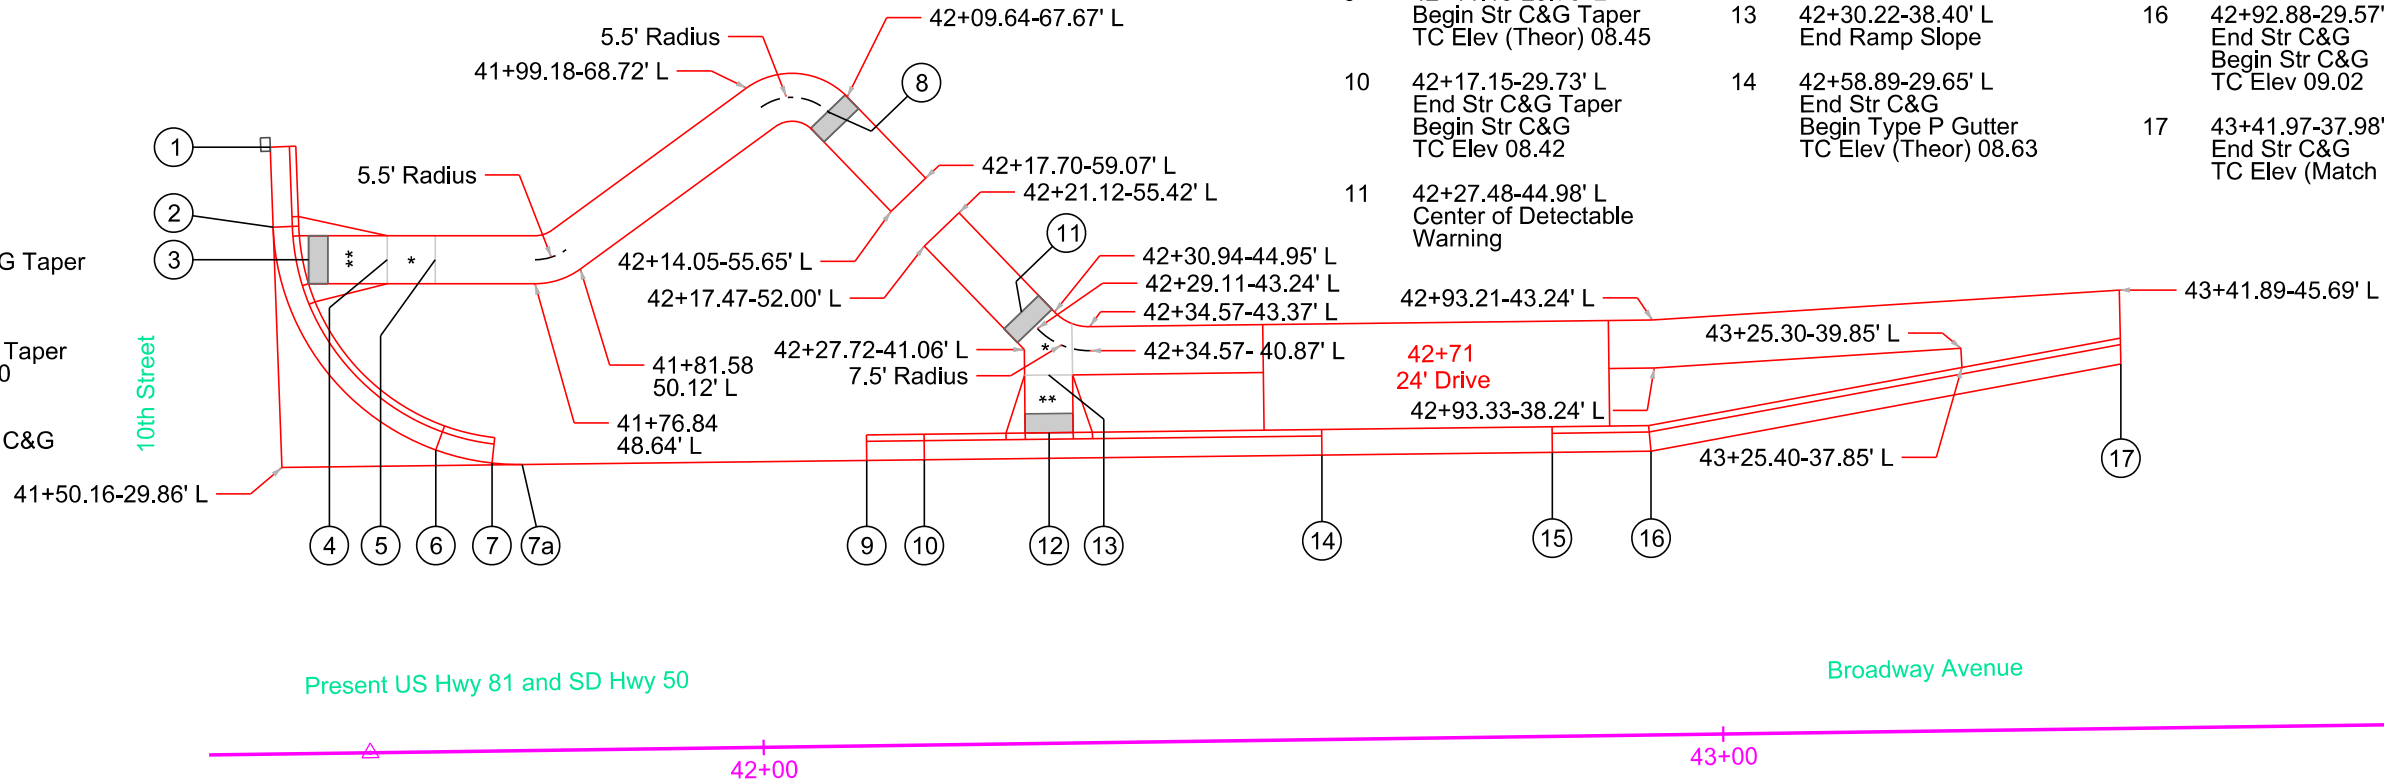 42+09.64-67.67' L
5.5' Radius
41+99.18-68.72' L
8
1
5.5' Radius
42+17.70-59.07' L
42+21.12-55.42' L
2
3
**
*
11
42+14.05-55.65' L
42+17.47-52.00' L
42+30.94-44.95' L
42+29.11-43.24' L
42+34.57-43.37' L
42+34.57- 40.87' L
42+27.72-41.06' L
7.5' Radius
*
**
41+81.58
50.12' L
41+76.84
48.64' L
42+93.21-43.24' L
43+25.30-39.85' L
43+41.89-45.69' L
42+71
24' Drive
42+93.33-38.24' L
43+25.40-37.85' L
41+50.16-29.86' L
10th Street
G Taper
Taper
0
C&G
4
5
6
7
7a
9
10
12
13
14
15
16
17
Begin Str C&G Taper
TC Elev (Theor) 08.45
10 42+17.15-29.73' L
End Str C&G Taper
Begin Str C&G
TC Elev 08.42
11 42+27.48-44.98' L
Center of Detectable
Warning
13 42+30.22-38.40' L
End Ramp Slope
14 42+58.89-29.65' L
End Str C&G
Begin Type P Gutter
TC Elev (Theor) 08.63
16 42+92.88-29.57'
End Str C&G
Begin Str C&G
TC Elev 09.02
17 43+41.97-37.98'
End Str C&G
TC Elev (Match
Present US Hwy 81 and SD Hwy 50
Broadway Avenue
42+00
43+00